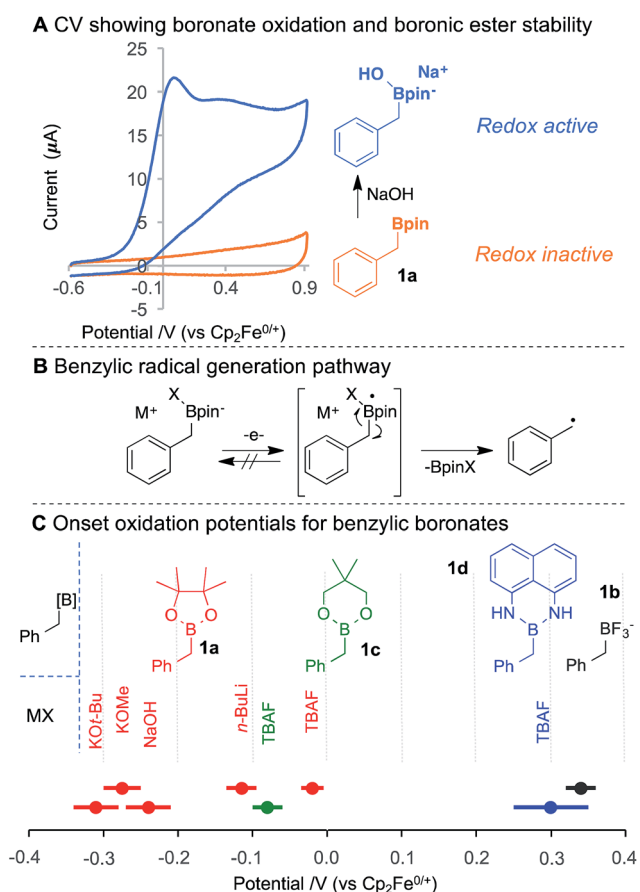 A CV showing boronate oxidation and boronic ester stability
25
20
15
10
5
0
-5
Current (μA)
-0.6
-0.1
0.4
0.9
Potential /V (vs Cp2Fe0/+)
HO
Na+
Bpin-
Redox active
NaOH
Bpin
1a
Redox inactive
B Benzylic radical generation pathway
X
M+
Bpin-
-e-
X
M+
Bpin
-BpinX
C Onset oxidation potentials for benzylic boronates
[B]
Ph
MX
O
O
B
Ph
1a
O
O
B
Ph
1c
1d
HN
NH
B
Ph
1b
BF3-
Ph
KOt-Bu
KOMe
NaOH
n-BuLi
TBAF
TBAF
TBAF
-0.4
-0.3
-0.2
-0.1
0.0
0.1
0.2
0.3
0.4
Potential /V (vs Cp2Fe0/+)